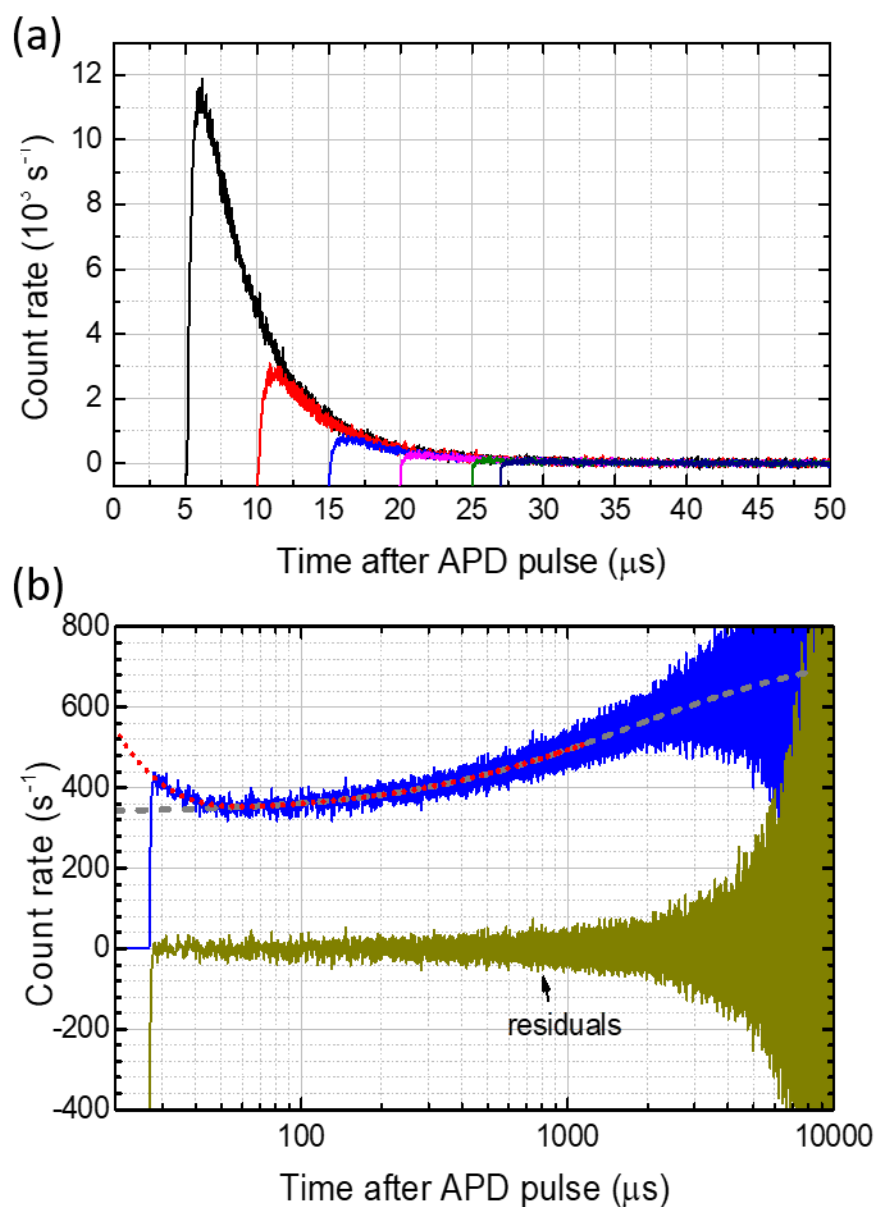 (a)
12
10
8
6
4
2
0
Count rate (10³ s⁻¹)
0 5 10 15 20 25 30 35 40 45 50
Time after APD pulse (μs)
(b)
800
600
400
200
0
-200
-400
Count rate (s⁻¹)
residuals
100 1000 10000
Time after APD pulse (μs)